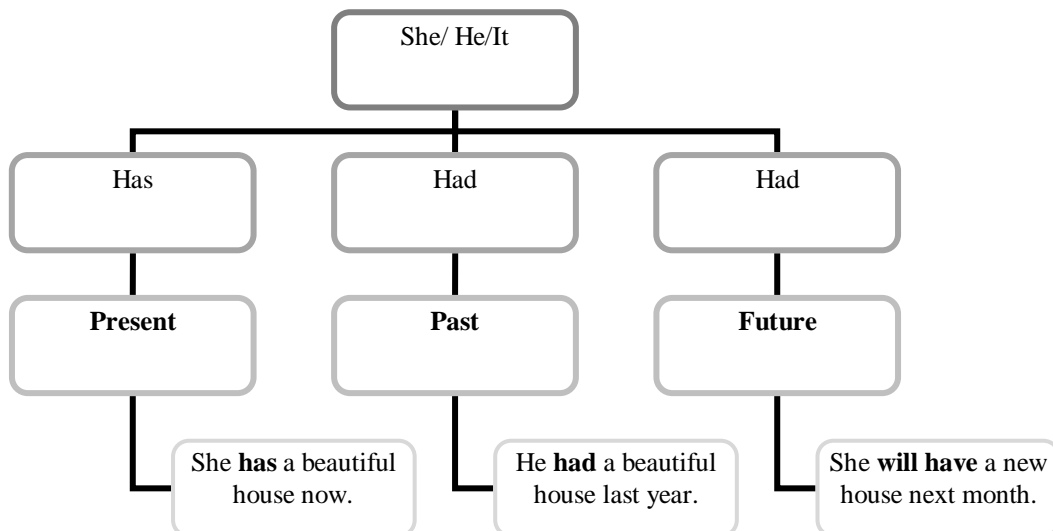 She/ He/It
Has
Had
Had
Present
Past
Future
She has a beautiful
house now.
He had a beautiful
house last year.
She will have a new
house next month.